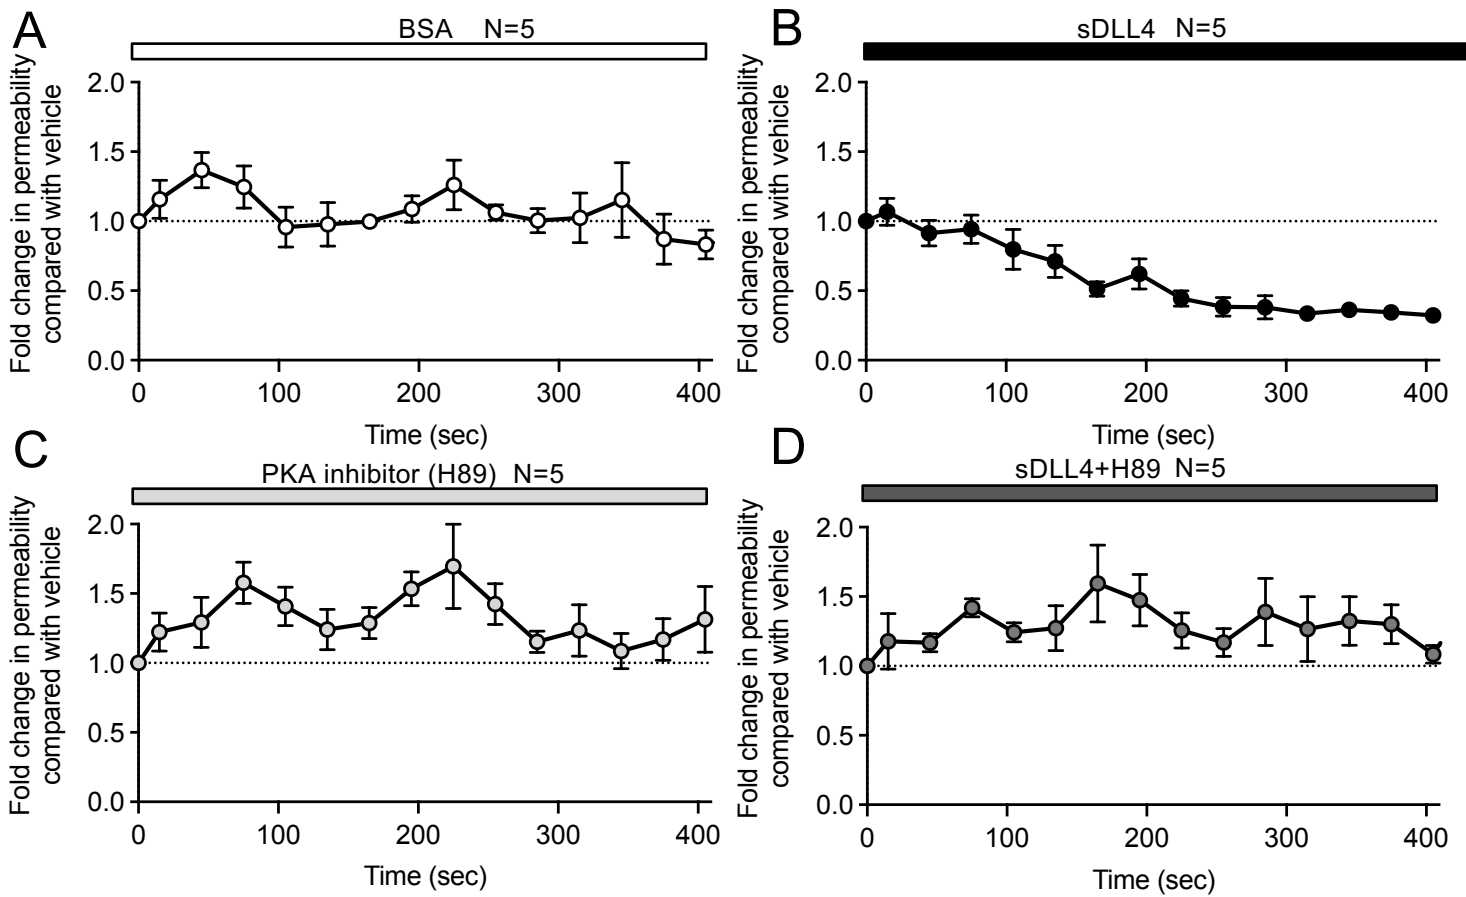 A
BSA N=5
Fold change in permeability
compared with vehicle
2.0
1.5
1.0
0.5
0.0
0 100 200 300 400
Time (sec)
B
sDLL4 N=5
Fold change in permeability
compared with vehicle
2.0
1.5
1.0
0.5
0.0
0 100 200 300 400
Time (sec)
C
PKA inhibitor (H89) N=5
Fold change in permeability
compared with vehicle
2.0
1.5
1.0
0.5
0.0
0 100 200 300 400
Time (sec)
D
sDLL4+H89 N=5
Fold change in permeability
compared with vehicle
2.0
1.5
1.0
0.5
0.0
0 100 200 300 400
Time (sec)